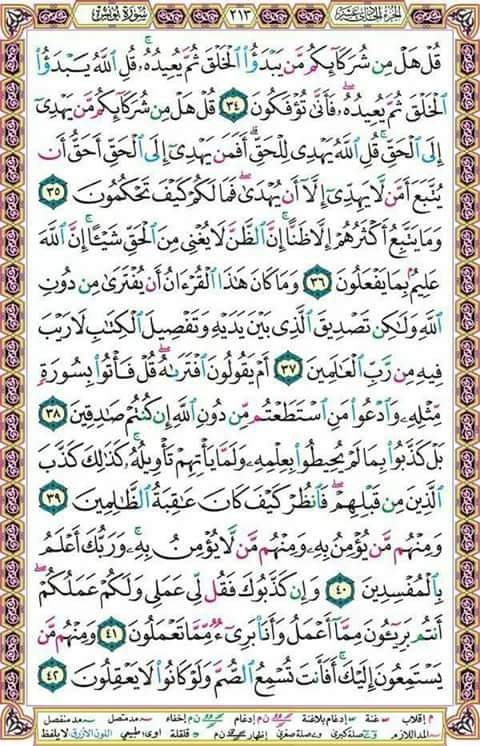 سورة يونس
٢١٣
الجزء الحادي عشر
قُلْ هَلْ مِن شُرَكَآئِكُم مَّن يَبْدَؤُا۟ ٱلْخَلْقَ ثُمَّ يُعِيدُهُۥ ۚ قُلِ ٱللَّهُ يَبْدَؤُا۟
ٱلْخَلْقَ ثُمَّ يُعِيدُهُۥ ۖ فَأَنَّىٰ تُؤْفَكُونَ ٣٤ قُلْ هَلْ مِن شُرَكَآئِكُم مَّن يَهْدِىٓ
إِلَى ٱلْحَقِّ ۚ قُلِ ٱللَّهُ يَهْدِى لِلْحَقِّ ۗ أَفَمَن يَهْدِىٓ إِلَى ٱلْحَقِّ أَحَقُّ أَن
يُتَّبَعَ أَمَّن لَّا يَهِدِّىٓ إِلَّآ أَن يُهْدَىٰ ۖ فَمَا لَكُمْ كَيْفَ تَحْكُمُونَ ٣٥
وَمَا يَتَّبِعُ أَكْثَرُهُمْ إِلَّا ظَنًّا ۚ إِنَّ ٱلظَّنَّ لَا يُغْنِى مِنَ ٱلْحَقِّ شَيْـًٔا ۚ إِنَّ ٱللَّهَ
عَلِيمٌۢ بِمَا يَفْعَلُونَ ٣٦ وَمَا كَانَ هَٰذَا ٱلْقُرْءَانُ أَن يُفْتَرَىٰ مِن دُونِ
ٱللَّهِ وَلَٰكِن تَصْدِيقَ ٱلَّذِى بَيْنَ يَدَيْهِ وَتَفْصِيلَ ٱلْكِتَٰبِ لَا رَيْبَ
فِيهِ مِن رَّبِّ ٱلْعَٰلَمِينَ ٣٧ أَمْ يَقُولُونَ ٱفْتَرَىٰهُ ۖ قُلْ فَأْتُوا۟ بِسُورَةٍ
مِّثْلِهِۦ وَٱدْعُوا۟ مَنِ ٱسْتَطَعْتُم مِّن دُونِ ٱللَّهِ إِن كُنتُمْ صَٰدِقِينَ ٣٨
بَلْ كَذَّبُوا۟ بِمَا لَمْ يُحِيطُوا۟ بِعِلْمِهِۦ وَلَمَّا يَأْتِهِمْ تَأْوِيلُهُۥ ۚ كَذَٰلِكَ كَذَّبَ
ٱلَّذِينَ مِن قَبْلِهِمْ ۖ فَٱنظُرْ كَيْفَ كَانَ عَٰقِبَةُ ٱلظَّٰلِمِينَ ٣٩
وَمِنْهُم مَّن يُؤْمِنُ بِهِۦ وَمِنْهُم مَّن لَّا يُؤْمِنُ بِهِۦ ۚ وَرَبُّكَ أَعْلَمُ
بِٱلْمُفْسِدِينَ ٤٠ وَإِن كَذَّبُوكَ فَقُل لِّى عَمَلِى وَلَكُمْ عَمَلُكُمْ ۖ
أَنتُم بَرِيٓـُٔونَ مِمَّآ أَعْمَلُ وَأَنَا۠ بَرِىٓءٌ مِّمَّا تَعْمَلُونَ ٤١ وَمِنْهُم مَّن
يَسْتَمِعُونَ إِلَيْكَ ۚ أَفَأَنتَ تُسْمِعُ ٱلصُّمَّ وَلَوْ كَانُوا۟ لَا يَعْقِلُونَ ٤٢
م إقلاب غنة إدغام بلاغنة ن م إدغام ن م إخفاء مد متصل مد منفصل
المد اللازم صلة كبرى صلة صغرى إظهار ن م قلقلة طبيعي اللون الأزرق لا يلفظ